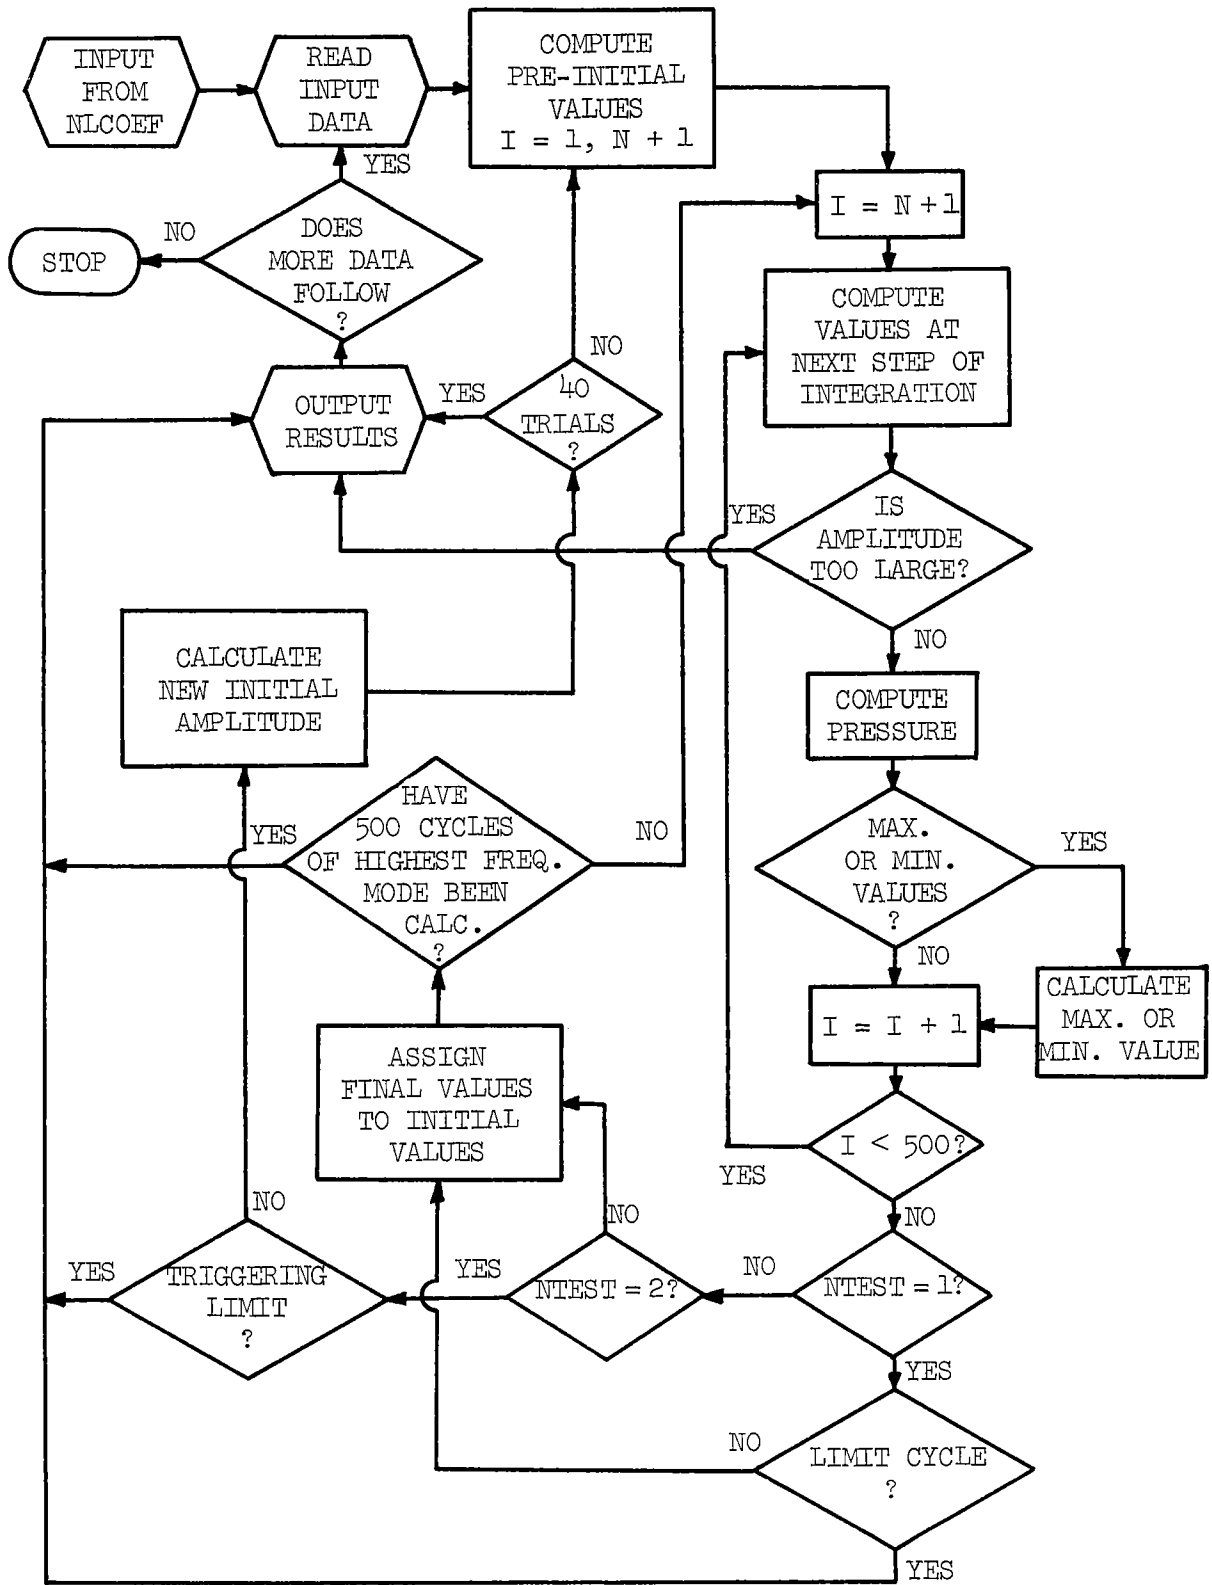 INPUT
FROM
NLCOEF
READ
INPUT
DATA
COMPUTE
PRE-INITIAL
VALUES
I = 1, N + 1
YES
I = N + 1
NO
DOES
MORE DATA
FOLLOW
?
STOP
COMPUTE
VALUES AT
NEXT STEP OF
INTEGRATION
NO
40
TRIALS
?
YES
OUTPUT
RESULTS
YES
IS
AMPLITUDE
TOO LARGE?
NO
CALCULATE
NEW INITIAL
AMPLITUDE
COMPUTE
PRESSURE
HAVE
500 CYCLES
OF HIGHEST FREQ.
MODE BEEN
CALC.
?
YES
NO
MAX.
OR MIN.
VALUES
?
YES
NO
CALCULATE
MAX. OR
MIN. VALUE
I = I + 1
ASSIGN
FINAL VALUES
TO INITIAL
VALUES
I < 500?
YES
NO
NO
NO
TRIGGERING
LIMIT
?
YES
YES
NTEST = 2?
NO
NTEST = 1?
YES
NO
LIMIT CYCLE
?
YES